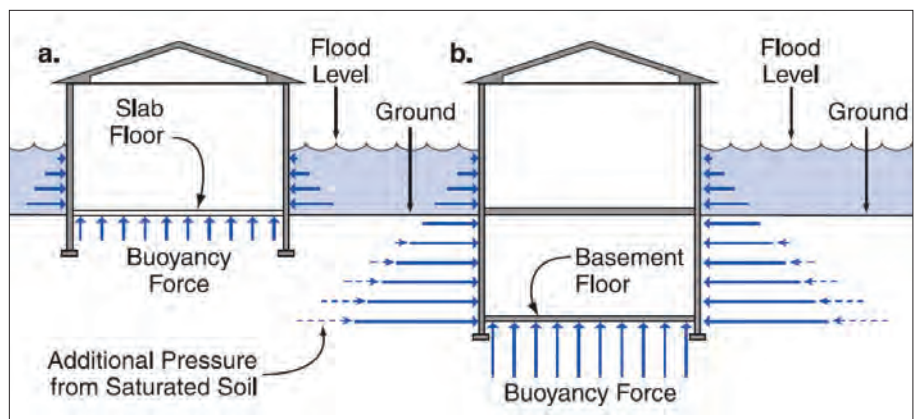 a.
Flood
Level
Slab
Floor
Ground
Buoyancy
Force
b.
Flood
Level
Ground
Basement
Floor
Additional Pressure
from Saturated Soil
Buoyancy Force